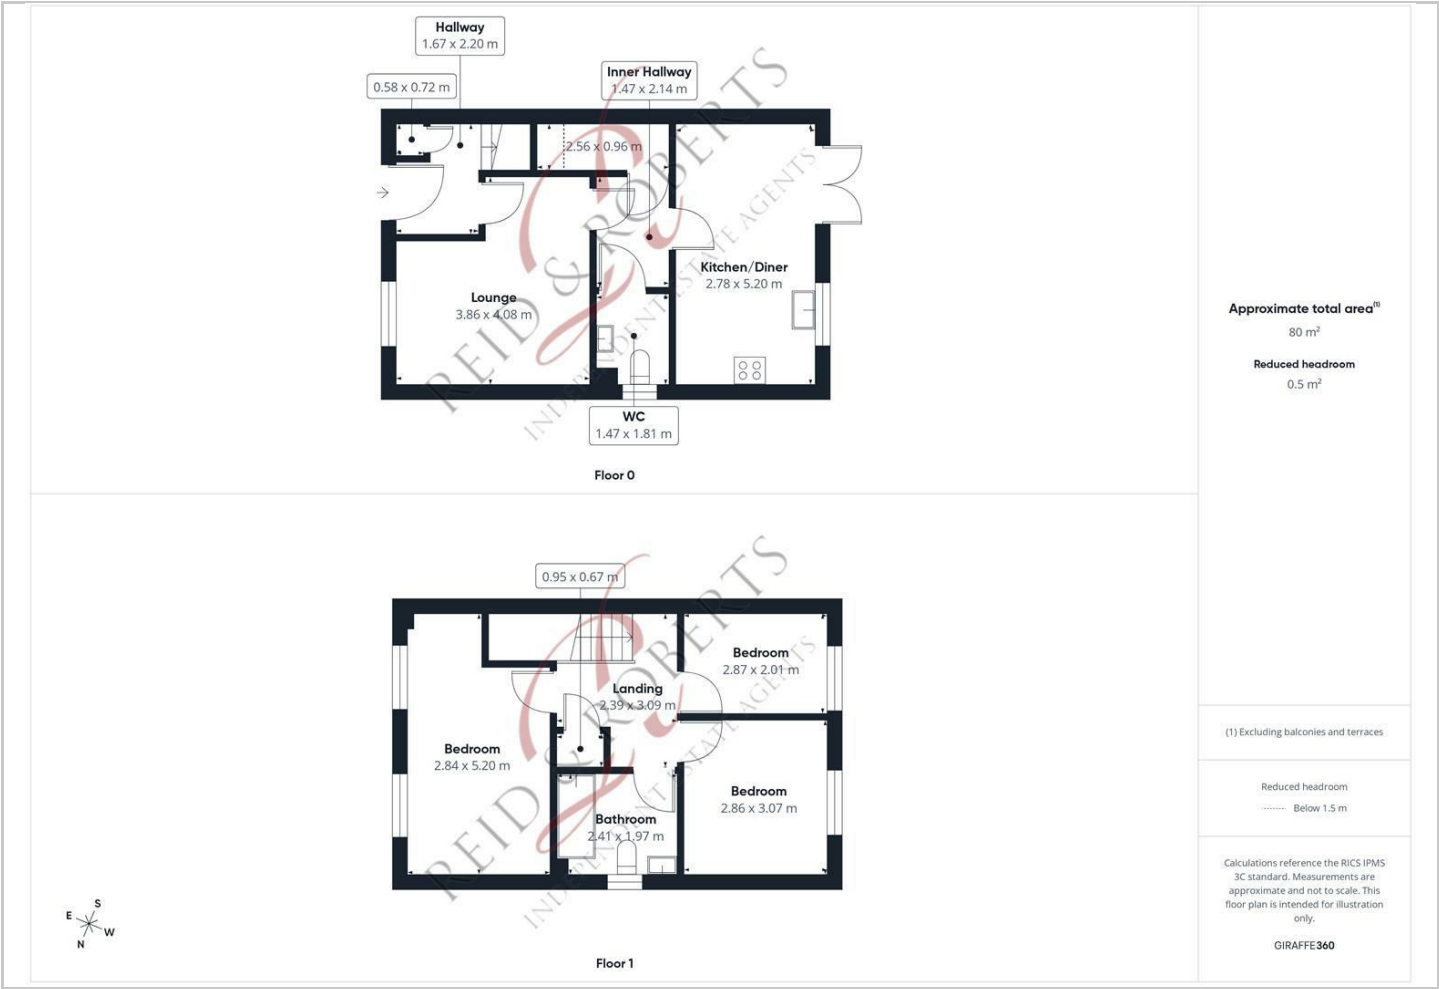 Hallway
1.67 x 2.20 m
0.58 x 0.72 m
Inner Hallway
1.47 x 2.14 m
2.56 x 0.96 m
Kitchen/Diner
2.78 x 5.20 m
Lounge
3.86 x 4.08 m
WC
1.47 x 1.81 m
Floor 0
REID & ROBERTS
INDEPENDENT ESTATE AGENTS
0.95 x 0.67 m
Bedroom
2.87 x 2.01 m
Landing
2.39 x 3.09 m
Bedroom
2.84 x 5.20 m
Bedroom
2.86 x 3.07 m
Bathroom
2.41 x 1.97 m
Floor 1
REID & ROBERTS
INDEPENDENT ESTATE AGENTS
S
E
W
N
Approximate total area(1)
80 m²
Reduced headroom
0.5 m²
(1) Excluding balconies and terraces
Reduced headroom
Below 1.5 m
Calculations reference the RICS IPMS
3C standard. Measurements are
approximate and not to scale. This
floor plan is intended for illustration
only.
GIRAFFE360